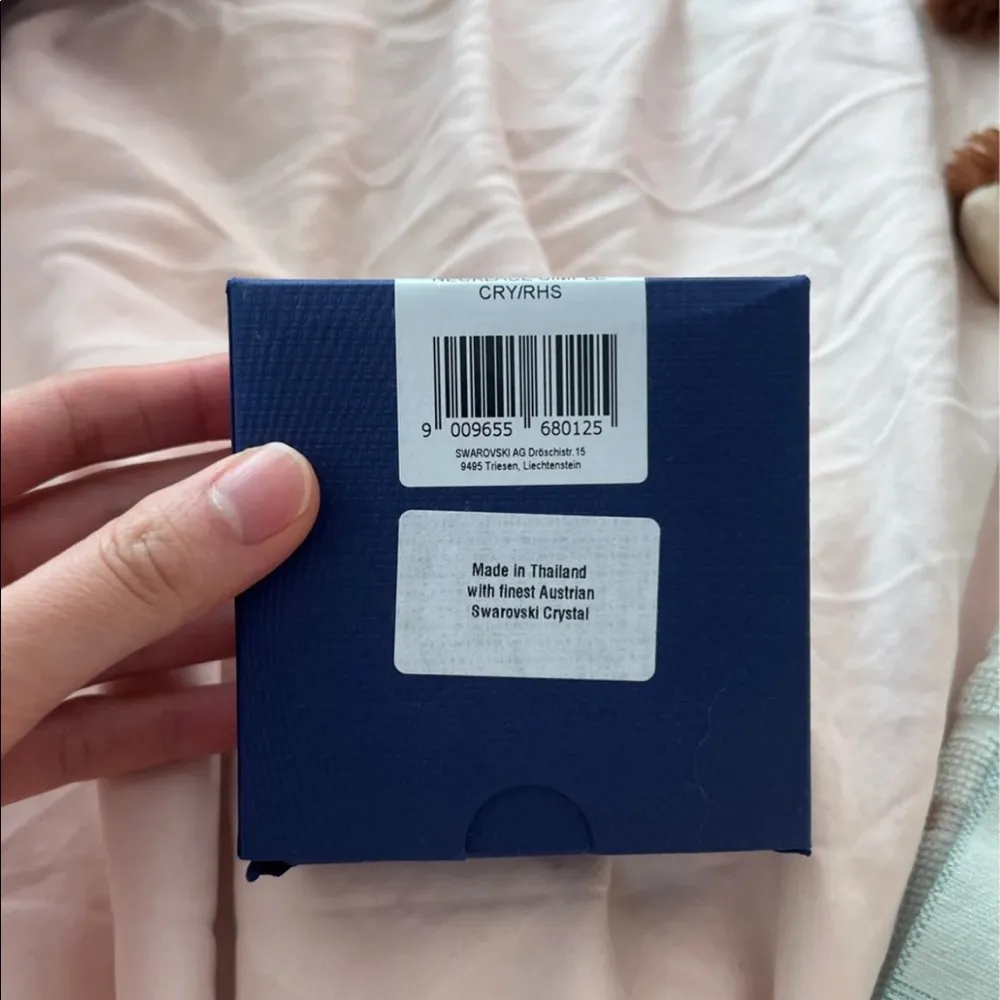 CRY/RHS
9 009655 680125
SWAROVSKI AG Dröschistr. 15
9495 Triesen, Liechtenstein
Made in Thailand
with finest Austrian
Swarovski Crystal